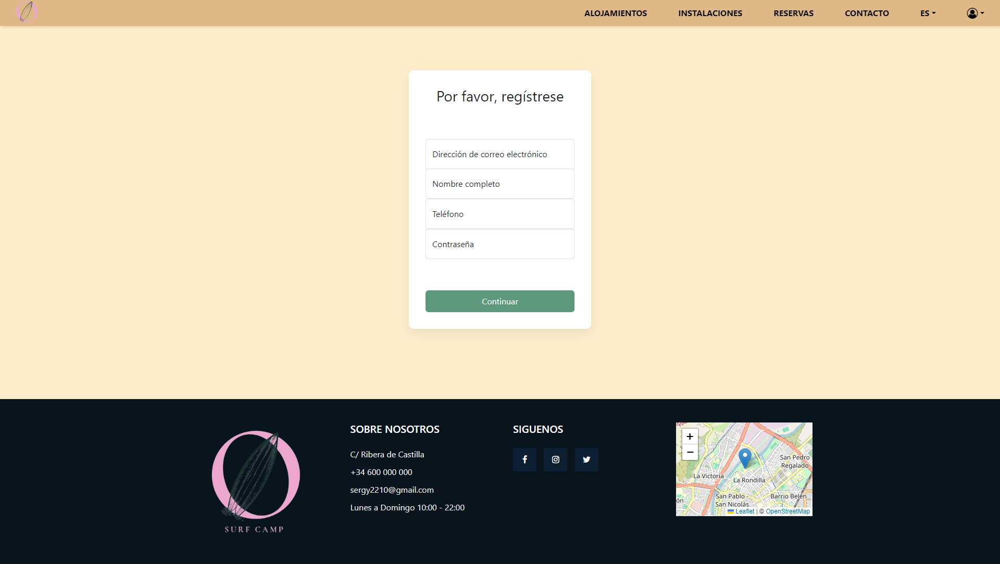 ALOJAMIENTOS INSTALACIONES RESERVAS CONTACTO ES
Por favor, regístrese
Dirección de correo electrónico
Nombre completo
Teléfono
Contraseña
Continuar
SURF CAMP
SOBRE NOSOTROS
C/ Ribera de Castilla
+34 600 000 000
sergy2210@gmail.com
Lunes a Domingo 10:00 - 22:00
SIGUENOS
+
−
San Pedro
Regalado
La Victoria
La Rondilla
San Pablo -
San Nicolás
Barrio Belén
ón
Leaflet | © OpenStreetMap